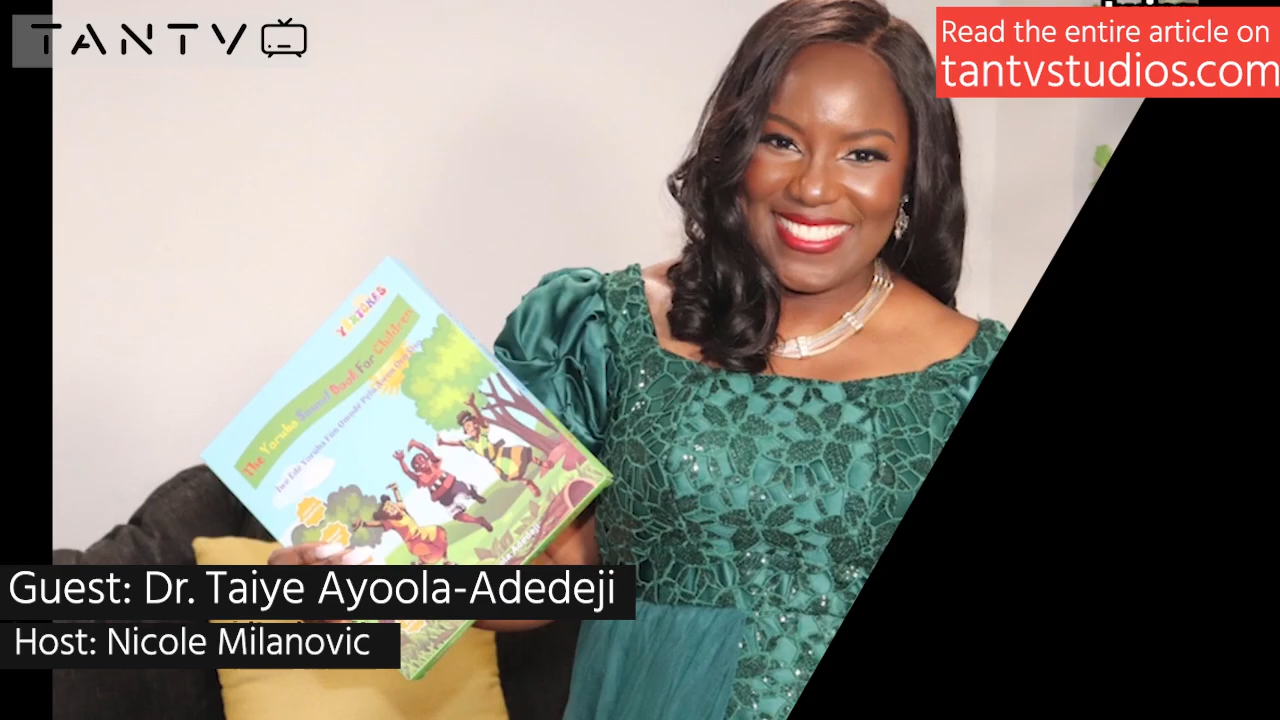 TANTV
Read the entire article on
tantvstudios.com
The Yoruba Sound Book For Children
Guest: Dr. Taiye Ayoola-Adedeji
Host: Nicole Milanovic